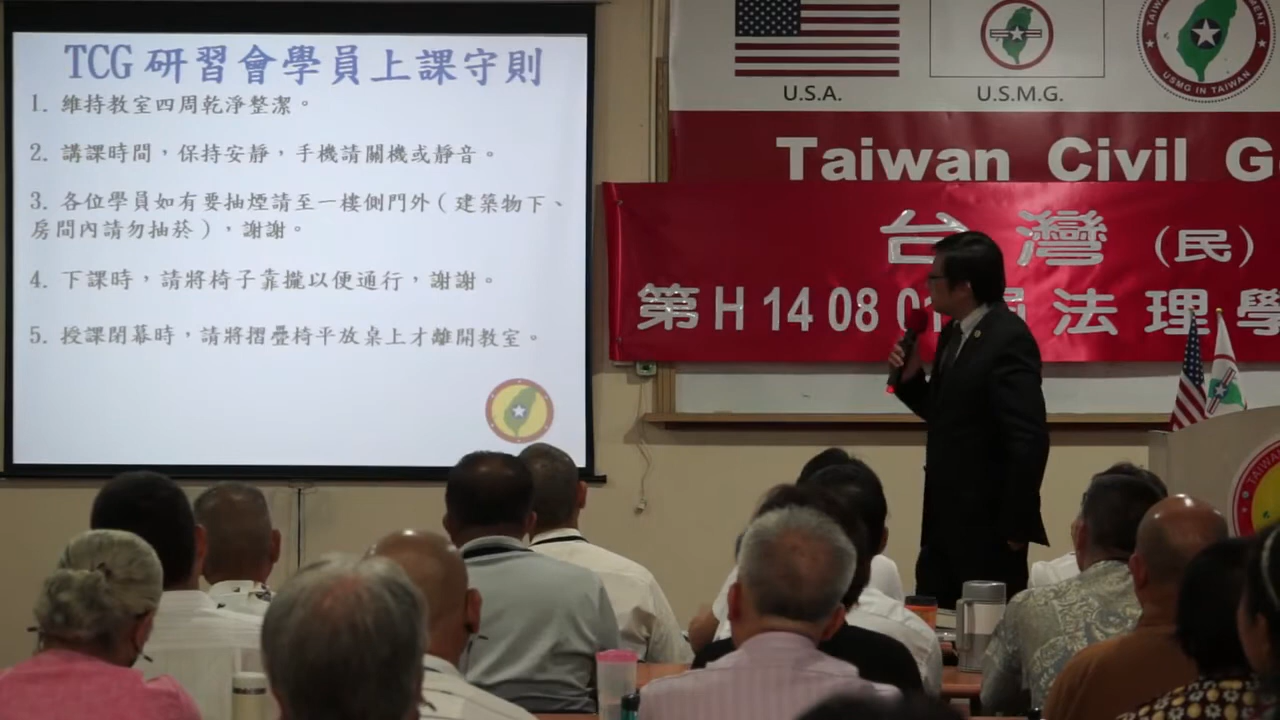 TCG 研習會學員上課守則
1. 維持教室四周乾淨整潔。
2. 講課時間，保持安靜，手機請關機或靜音。
3. 各位學員如有要抽煙請至一樓側門外（建築物下、
房間內請勿抽菸），謝謝。
4. 下課時，請將椅子靠攏以便通行，謝謝。
5. 授課閉幕時，請將摺疊椅平放桌上才離開教室。
U.S.A.
U.S.M.G.
USMG IN TAIWAN
Taiwan Civil G
台灣（民）
第H 14 08 0
法理學